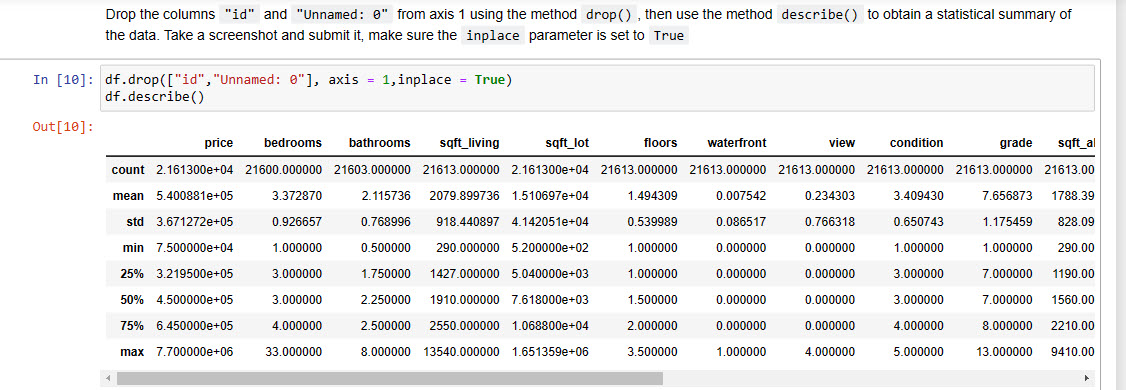 Drop the columns "id" and "Unnamed: 0" from axis 1 using the method drop() , then use the method describe() to obtain a statistical summary of
the data. Take a screenshot and submit it, make sure the inplace parameter is set to True
In [10]: df.drop(["id","Unnamed: 0"], axis = 1,inplace = True)
df.describe()
Out[10]:
price bedrooms bathrooms sqft_living sqft_lot floors waterfront view condition grade sqft_al
count 2.161300e+04 21600.000000 21603.000000 21613.000000 2.161300e+04 21613.000000 21613.000000 21613.000000 21613.000000 21613.000000 21613.00
mean 5.400881e+05 3.372870 2.115736 2079.899736 1.510697e+04 1.494309 0.007542 0.234303 3.409430 7.656873 1788.39
std 3.671272e+05 0.926657 0.768996 918.440897 4.142051e+04 0.539989 0.086517 0.766318 0.650743 1.175459 828.09
min 7.500000e+04 1.000000 0.500000 290.000000 5.200000e+02 1.000000 0.000000 0.000000 1.000000 1.000000 290.00
25% 3.219500e+05 3.000000 1.750000 1427.000000 5.040000e+03 1.000000 0.000000 0.000000 3.000000 7.000000 1190.00
50% 4.500000e+05 3.000000 2.250000 1910.000000 7.618000e+03 1.500000 0.000000 0.000000 3.000000 7.000000 1560.00
75% 6.450000e+05 4.000000 2.500000 2550.000000 1.068800e+04 2.000000 0.000000 0.000000 4.000000 8.000000 2210.00
max 7.700000e+06 33.000000 8.000000 13540.000000 1.651359e+06 3.500000 1.000000 4.000000 5.000000 13.000000 9410.00